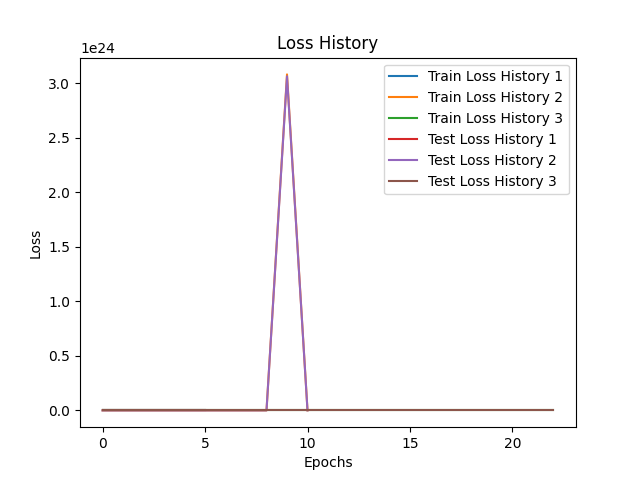 Loss History
1e24
3.0
2.5
2.0
1.5
1.0
0.5
0.0
Loss
0 5 10 15 20
Epochs
Train Loss History 1
Train Loss History 2
Train Loss History 3
Test Loss History 1
Test Loss History 2
Test Loss History 3